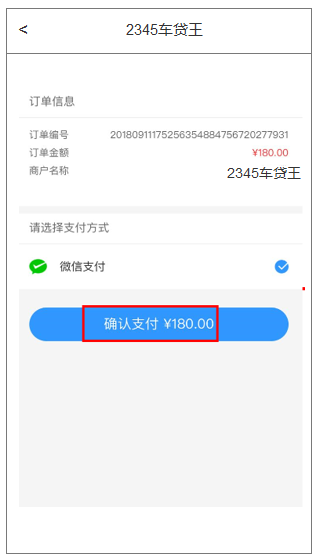 < 2345车贷王
订单信息
订单编号 20180911175256354884756720277931
订单金额 ¥180.00
商户名称 2345车贷王
请选择支付方式
微信支付
确认支付 ¥180.00